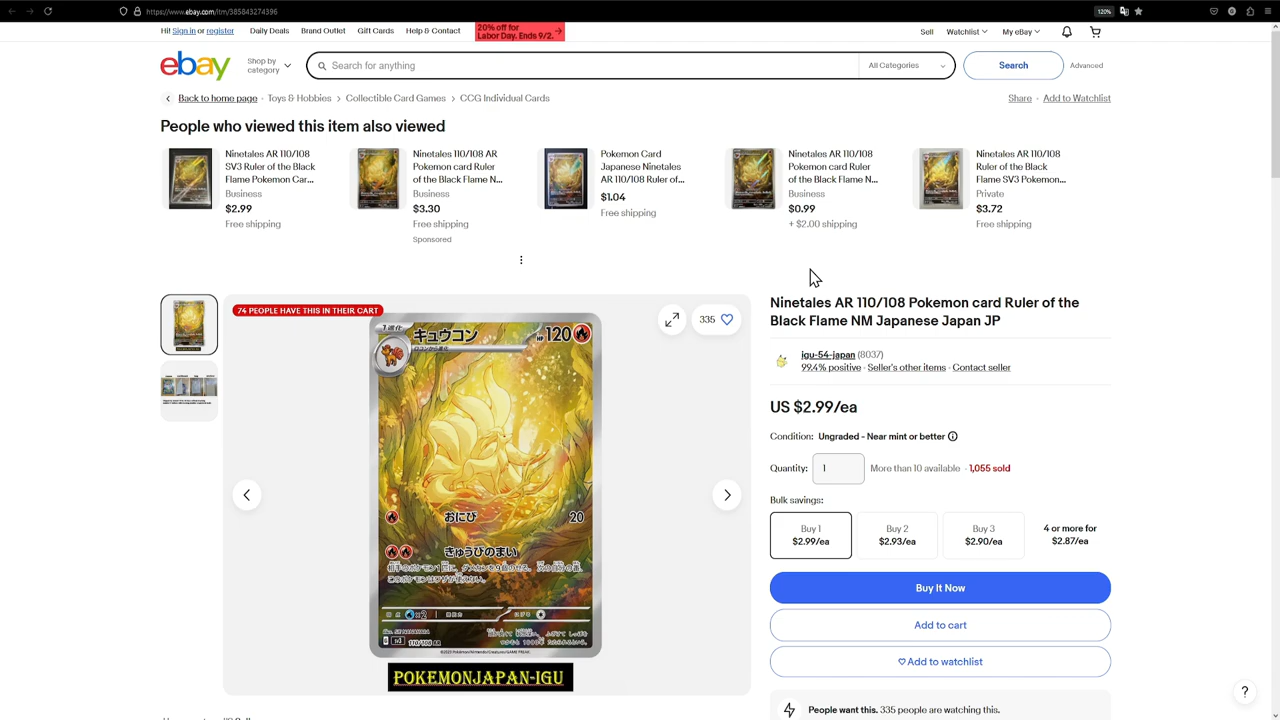 https://www.ebay.com/itm/385843274396
120%
Hi! Sign in or register
Daily Deals
Brand Outlet
Gift Cards
Help & Contact
20% off for
Labor Day. Ends 9/2. →
Sell
Watchlist
My eBay
ebay
Shop by
category
Search for anything
All Categories
Search
Advanced
Back to home page
Toys & Hobbies > Collectible Card Games > CCG Individual Cards
Share
Add to Watchlist
People who viewed this item also viewed
Ninetales AR 110/108
SV3 Ruler of the Black
Flame Pokemon Car...
Business
$2.99
Free shipping
Ninetales 110/108 AR
Pokemon card Ruler
of the Black Flame N...
Business
$3.30
Free shipping
Sponsored
Pokemon Card
Japanese Ninetales
AR 110/108 Ruler of...
$1.04
Free shipping
Ninetales AR 110/108
Pokemon card Ruler
of the Black Flame N...
Business
$0.99
+ $2.00 shipping
Ninetales AR 110/108
Ruler of the Black
Flame SV3 Pokemon...
Private
$3.72
Free shipping
74 PEOPLE HAVE THIS IN THEIR CART
335
キュウコン
HP 120
おにび 20
きゅうびのまい
×2
110/108 AR
POKEMONJAPAN-IGU
Ninetales AR 110/108 Pokemon card Ruler of the
Black Flame NM Japanese Japan JP
igu-54-japan (8037)
99.4% positive · Seller's other items · Contact seller
US $2.99/ea
Condition: Ungraded - Near mint or better
Quantity: 1 More than 10 available · 1,055 sold
Bulk savings:
Buy 1
$2.99/ea
Buy 2
$2.93/ea
Buy 3
$2.90/ea
4 or more for
$2.87/ea
Buy It Now
Add to cart
Add to watchlist
People want this. 335 people are watching this.
?